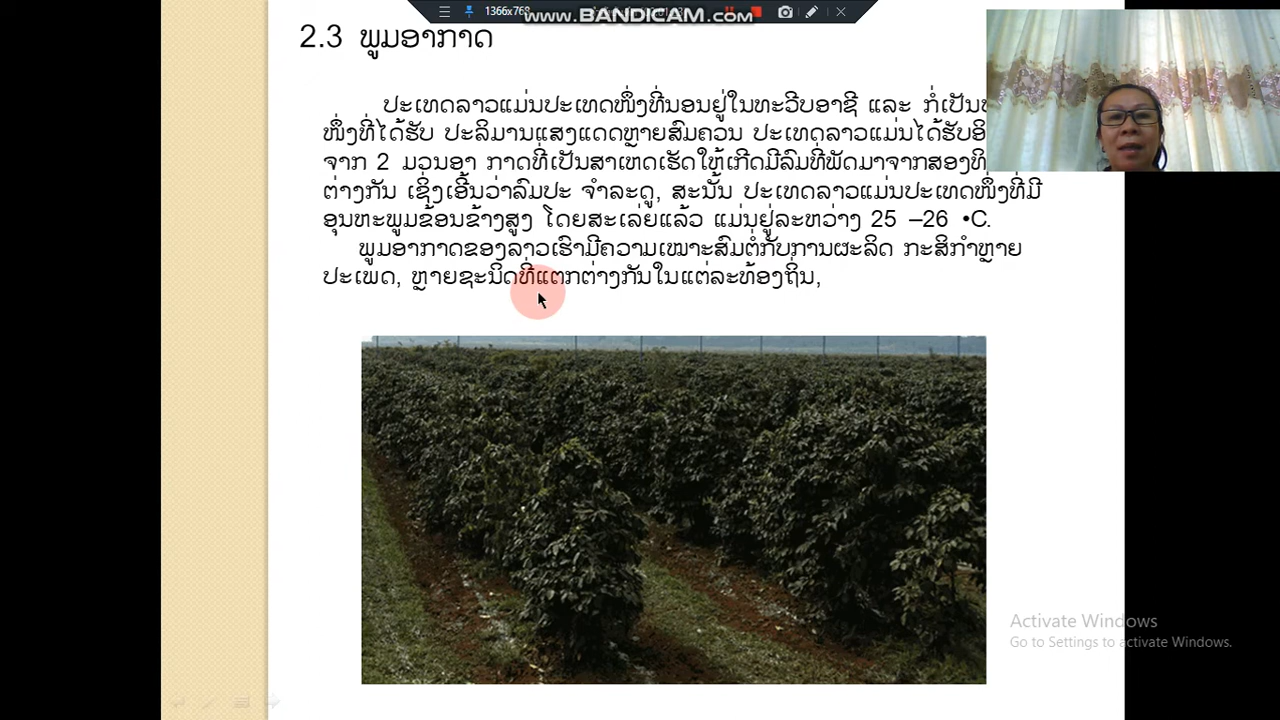 1366x768
www.BANDICAM.com
2.3 ພູມອາກາດ
ປະເທດລາວແມ່ນປະເທດໜຶ່ງທີ່ນອນຢູ່ໃນທະວີບອາຊີ ແລະ ກໍ່ເປັນ
ໜຶ່ງທີ່ໄດ້ຮັບ ປະລິມານແສງແດດຫຼາຍສົມຄວນ ປະເທດລາວແມ່ນໄດ້ຮັບ
ຈາກ 2 ມວນອາ ກາດທີ່ເປັນສາເຫດເຮັດໃຫ້ເກີດມີລົມທີ່ພັດມາຈາກສອງ
ຕ່າງກັນ ເຊິ່ງເອີ້ນວ່າລົມປະ ຈຳລະດູ, ສະນັ້ນ ປະເທດລາວແມ່ນປະເທດໜຶ່ງທີ່ມີ
ອຸນຫະພູມຂ້ອນຂ້າງສູງ ໂດຍສະເລ່ຍແລ້ວ ແມ່ນຢູ່ລະຫວ່າງ 25 –26 •C.
ພູມອາກາດຂອງລາວເຮົາມີຄວາມເໝາະສົມຕໍ່ກັບການຜະລິດ ກະສິກຳຫຼາຍ
ປະເພດ, ຫຼາຍຊະນິດທີ່ແຕກຕ່າງກັນໃນແຕ່ລະທ້ອງຖິ່ນ,
Activate Windows
Go to Settings to activate Windows.